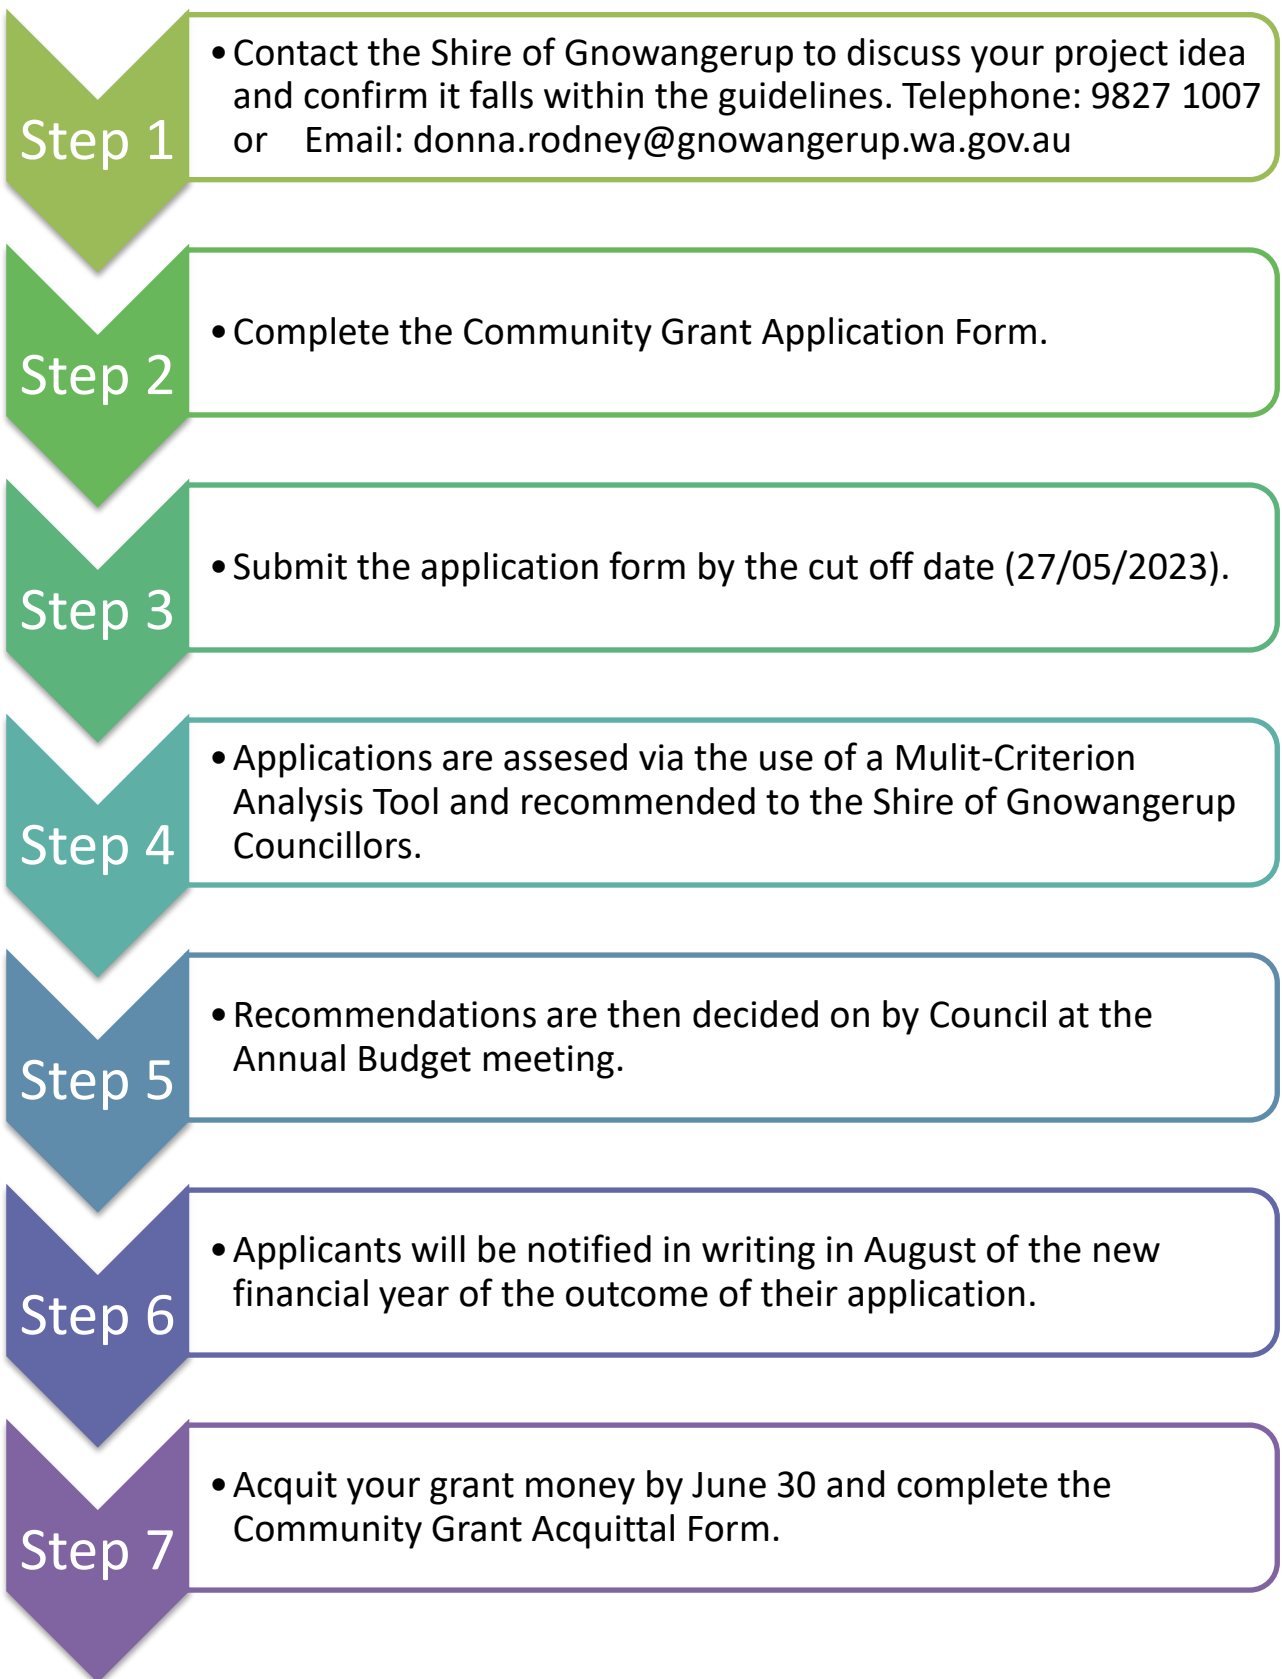 Step 1
• Contact the Shire of Gnowangerup to discuss your project idea
and confirm it falls within the guidelines. Telephone: 9827 1007
or Email: donna.rodney@gnowangerup.wa.gov.au
Step 2
• Complete the Community Grant Application Form.
Step 3
• Submit the application form by the cut off date (27/05/2023).
Step 4
• Applications are assesed via the use of a Mulit-Criterion
Analysis Tool and recommended to the Shire of Gnowangerup
Councillors.
Step 5
• Recommendations are then decided on by Council at the
Annual Budget meeting.
Step 6
• Applicants will be notified in writing in August of the new
financial year of the outcome of their application.
Step 7
• Acquit your grant money by June 30 and complete the
Community Grant Acquittal Form.